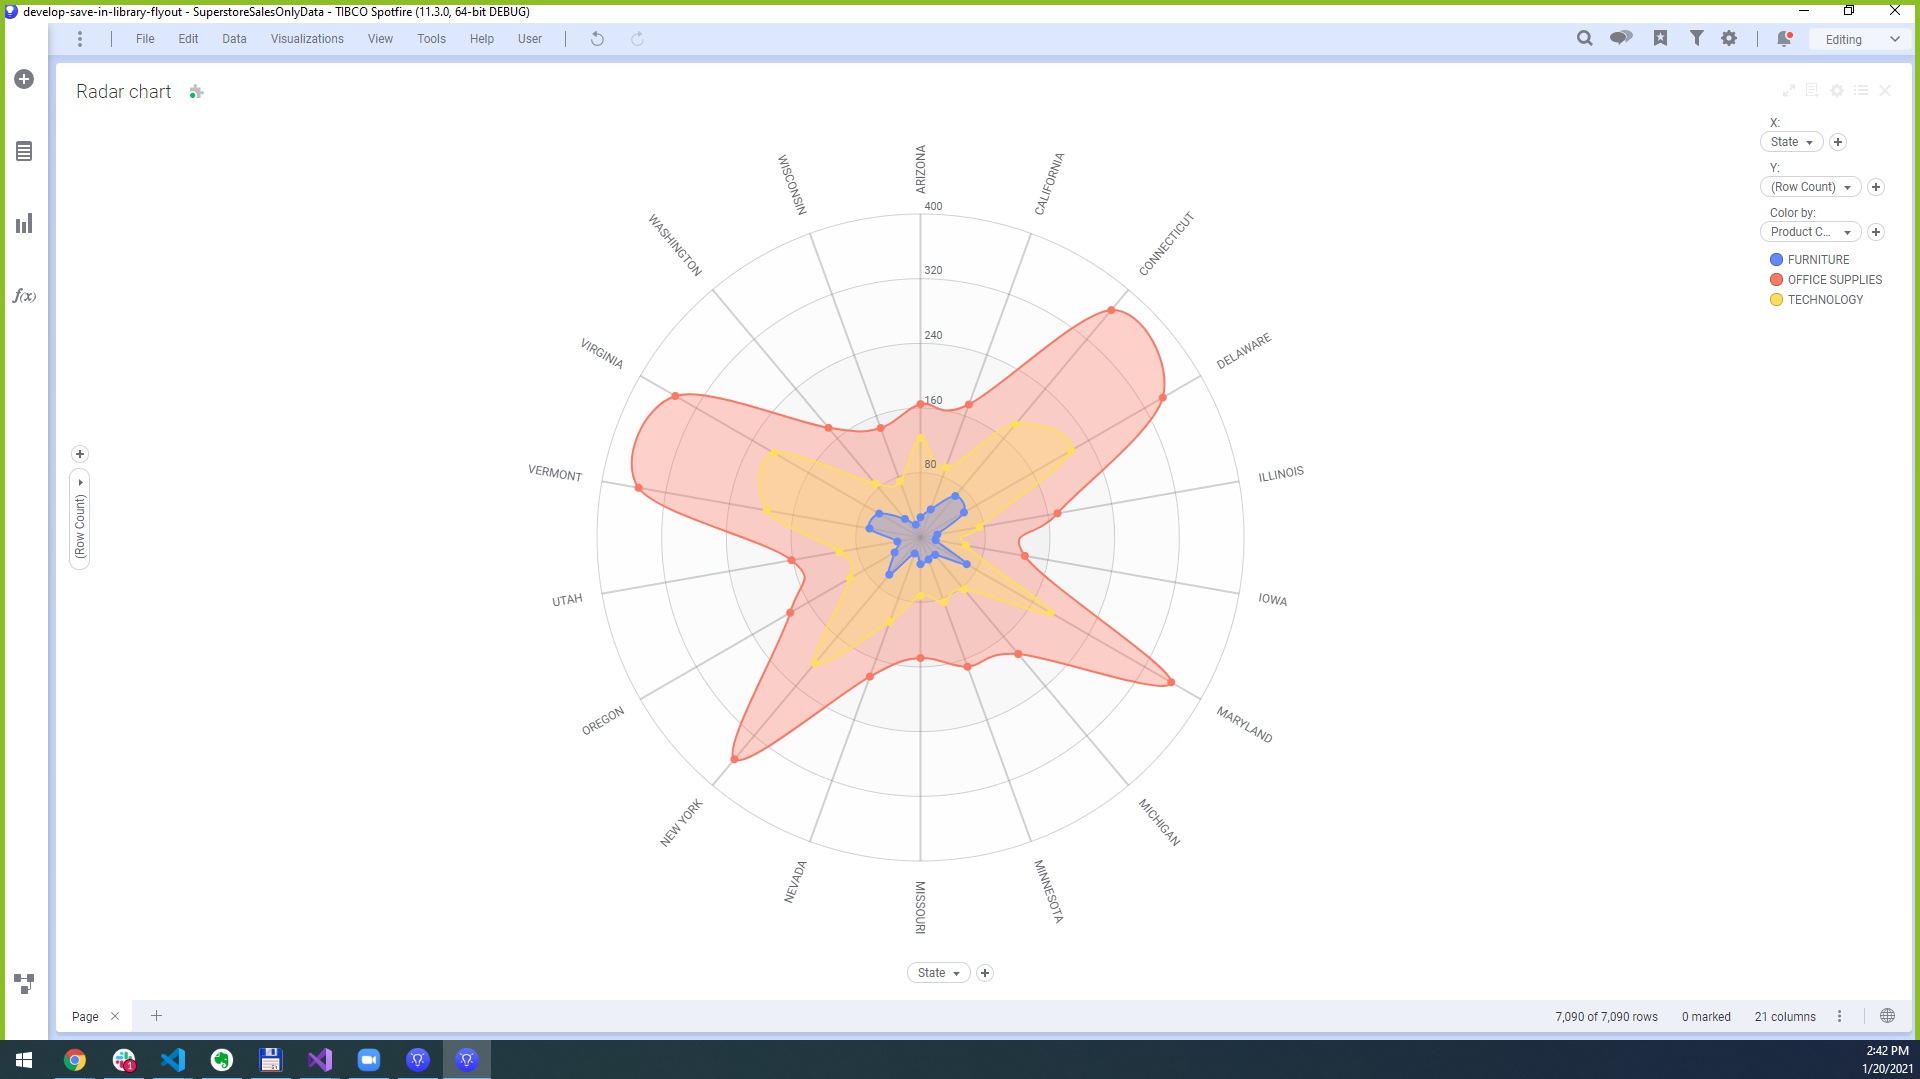 develop-save-in-library-flyout - SuperstoreSalesOnlyData - TIBCO Spotfire (11.3.0, 64-bit DEBUG)
File Edit Data Visualizations View Tools Help User
Editing
Radar chart
X:
State
Y:
(Row Count)
Color by:
Product C...
FURNITURE
OFFICE SUPPLIES
TECHNOLOGY
f(x)
ARIZONA
CALIFORNIA
CONNECTICUT
DELAWARE
ILLINOIS
IOWA
MARYLAND
MICHIGAN
MINNESOTA
MISSOURI
NEVADA
NEW YORK
OREGON
UTAH
VERMONT
VIRGINIA
WASHINGTON
WISCONSIN
400
320
240
160
80
(Row Count)
State
Page
7,090 of 7,090 rows 0 marked 21 columns
1
2:42 PM
1/20/2021